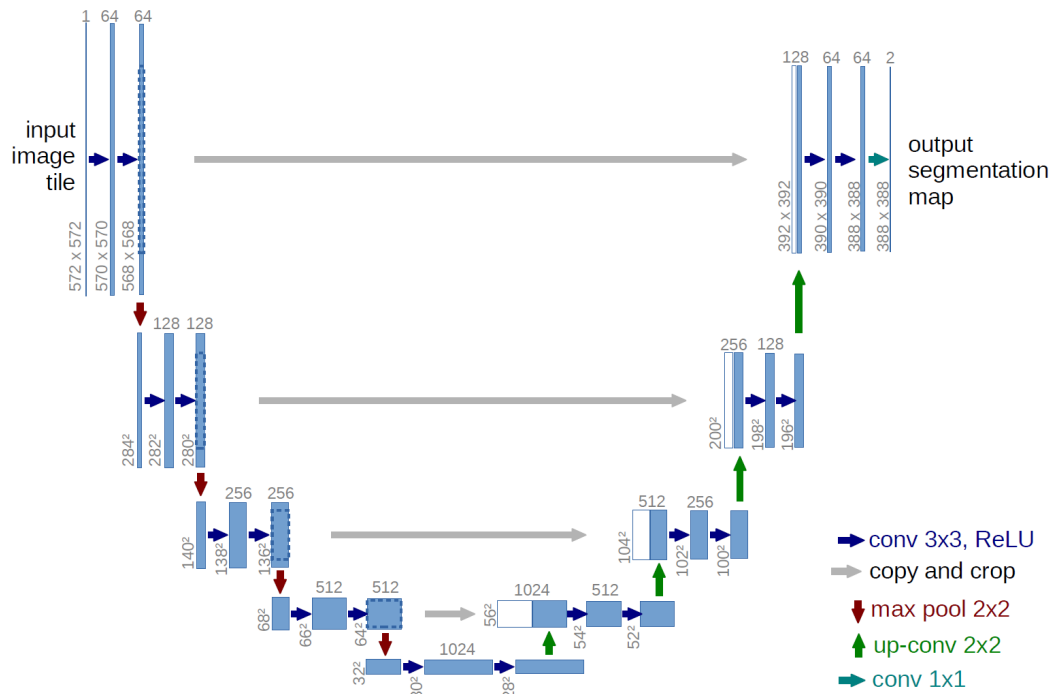 1 64 64
128 64 64 2
input
image
tile
output
segmentation
map
572 x 572
570 x 570
568 x 568
392 x 392
390 x 390
388 x 388
388 x 388
128 128
256 128
284²
282²
280²
200²
198²
196²
256 256
512 256
140²
138²
136²
104²
102²
100²
512 512
1024 512
68²
66²
64²
56²
54²
52²
1024
32²
30²
28²
conv 3x3, ReLU
copy and crop
max pool 2x2
up-conv 2x2
conv 1x1